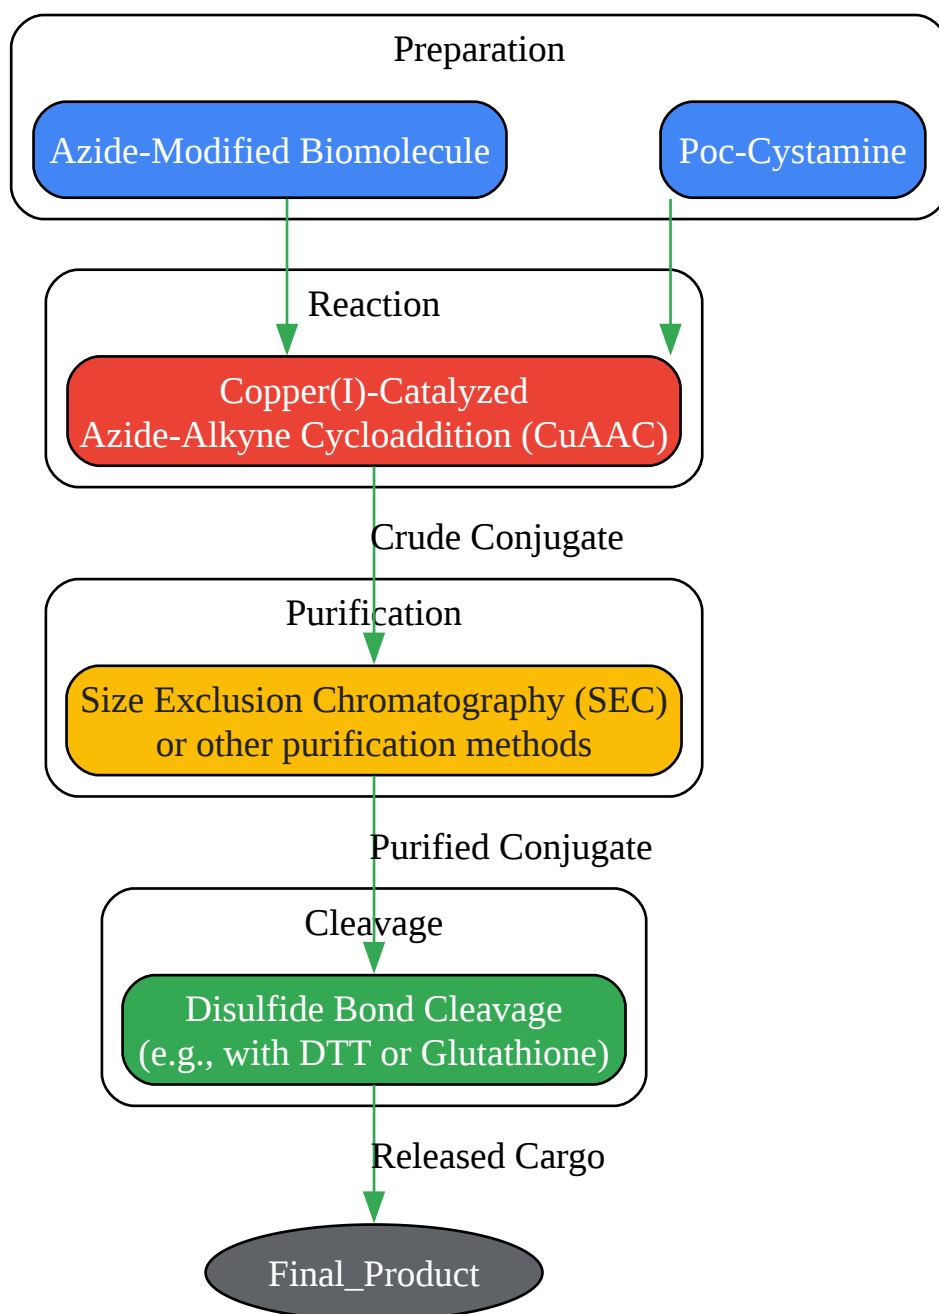 Preparation
Azide-Modified Biomolecule
Poc-Cystamine
Reaction
Copper(I)-Catalyzed
Azide-Alkyne Cycloaddition (CuAAC)
Crude Conjugate
Purification
Size Exclusion Chromatography (SEC)
or other purification methods
Purified Conjugate
Cleavage
Disulfide Bond Cleavage
(e.g., with DTT or Glutathione)
Released Cargo
Final_Product